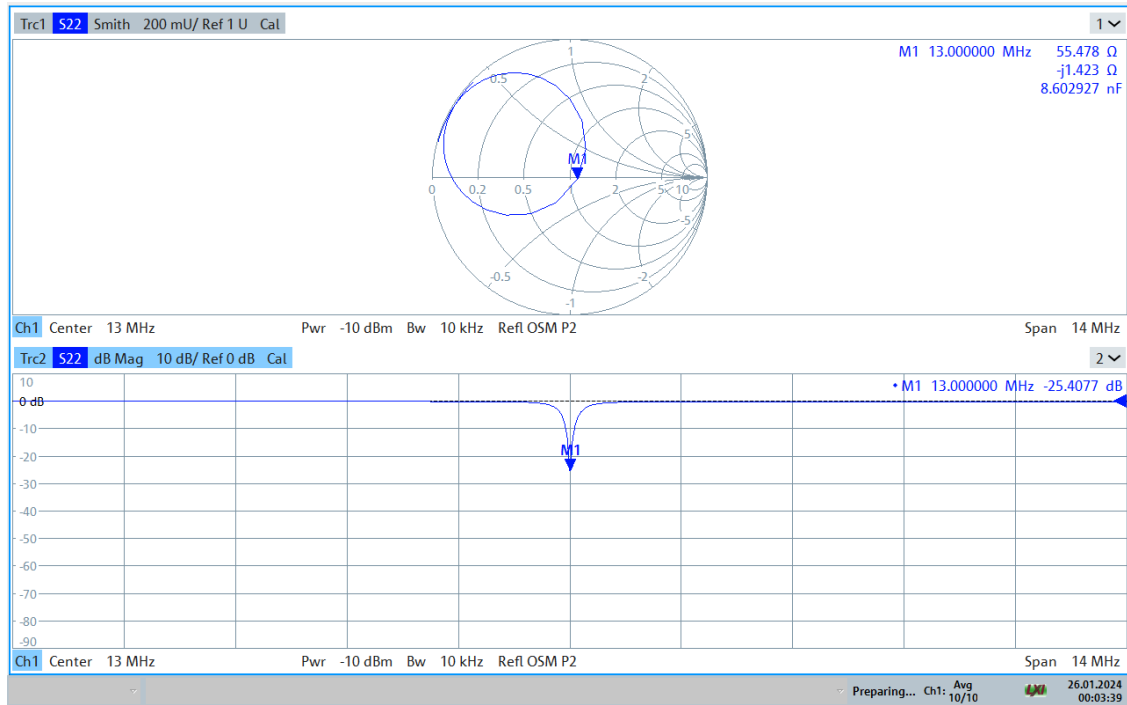 Trc1 S22 Smith 200 mU/ Ref 1 U Cal 1
M1 13.000000 MHz 55.478 Ω
-j1.423 Ω
8.602927 nF
1
0.5 2
5
M1
0 0.2 0.5 1 2 5 10
-5
-0.5 -2
-1
Ch1 Center 13 MHz Pwr -10 dBm Bw 10 kHz Refl OSM P2 Span 14 MHz
Trc2 S22 dB Mag 10 dB/ Ref 0 dB Cal 2
10
• M1 13.000000 MHz -25.4077 dB
0 dB
-10
M1
-20
-30
-40
-50
-60
-70
-80
-90
Ch1 Center 13 MHz Pwr -10 dBm Bw 10 kHz Refl OSM P2 Span 14 MHz
Preparing... Ch1: Avg 10/10 LXI 26.01.2024
00:03:39